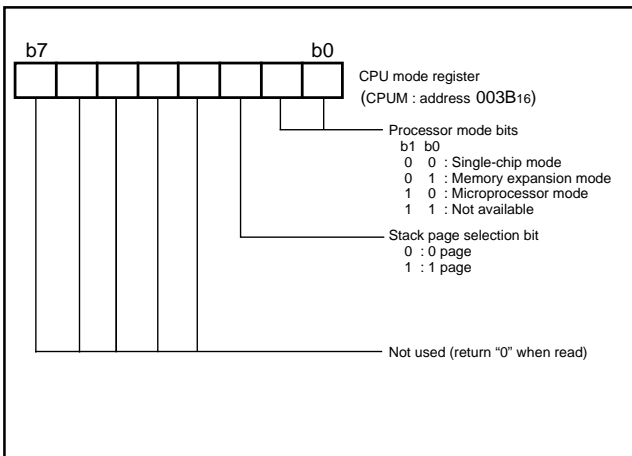 b7 b0
CPU mode register
(CPUM : address 003B16)
Processor mode bits
b1 b0
0 0 : Single-chip mode
0 1 : Memory expansion mode
1 0 : Microprocessor mode
1 1 : Not available
Stack page selection bit
0 : 0 page
1 : 1 page
Not used (return “0” when read)